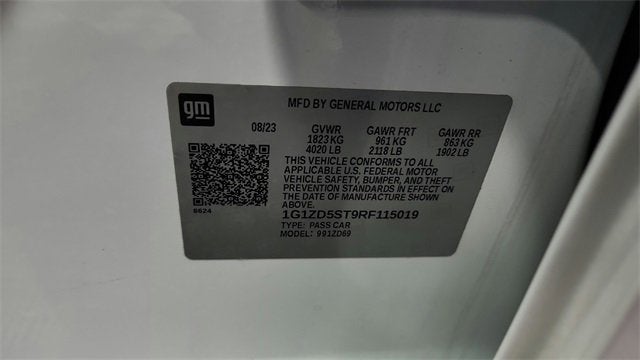 gm
MFD BY GENERAL MOTORS LLC
08/23 GVWR GAWR FRT GAWR RR
1823 KG 961 KG 863 KG
4020 LB 2118 LB 1902 LB
THIS VEHICLE CONFORMS TO ALL
APPLICABLE U.S. FEDERAL MOTOR
VEHICLE SAFETY, BUMPER, AND THEFT
PREVENTION STANDARDS IN EFFECT ON
THE DATE OF MANUFACTURE SHOWN
ABOVE.
8624
1G1ZD5ST9RF115019
TYPE: PASS CAR
MODEL: 991ZD69